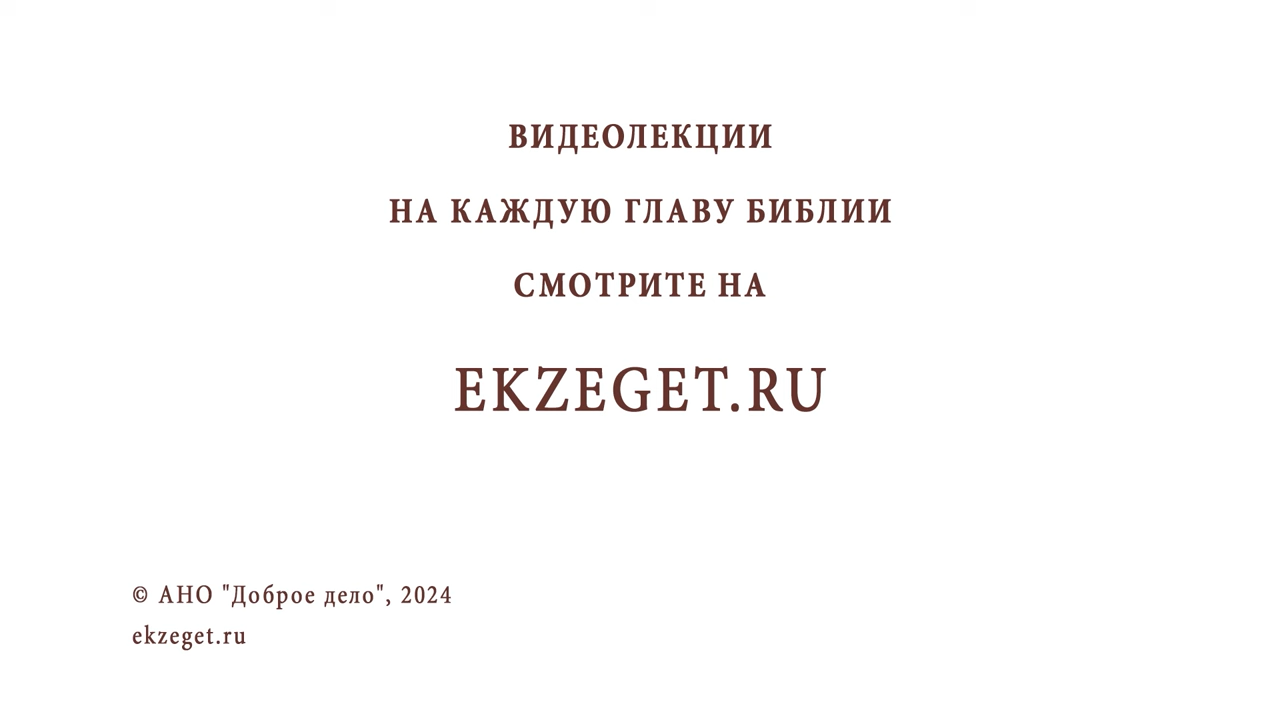 ВИДЕОЛЕКЦИИ
НА КАЖДУЮ ГЛАВУ БИБЛИИ
СМОТРИТЕ НА
EKZEGET.RU
© АНО "Доброе дело", 2024
ekzeget.ru